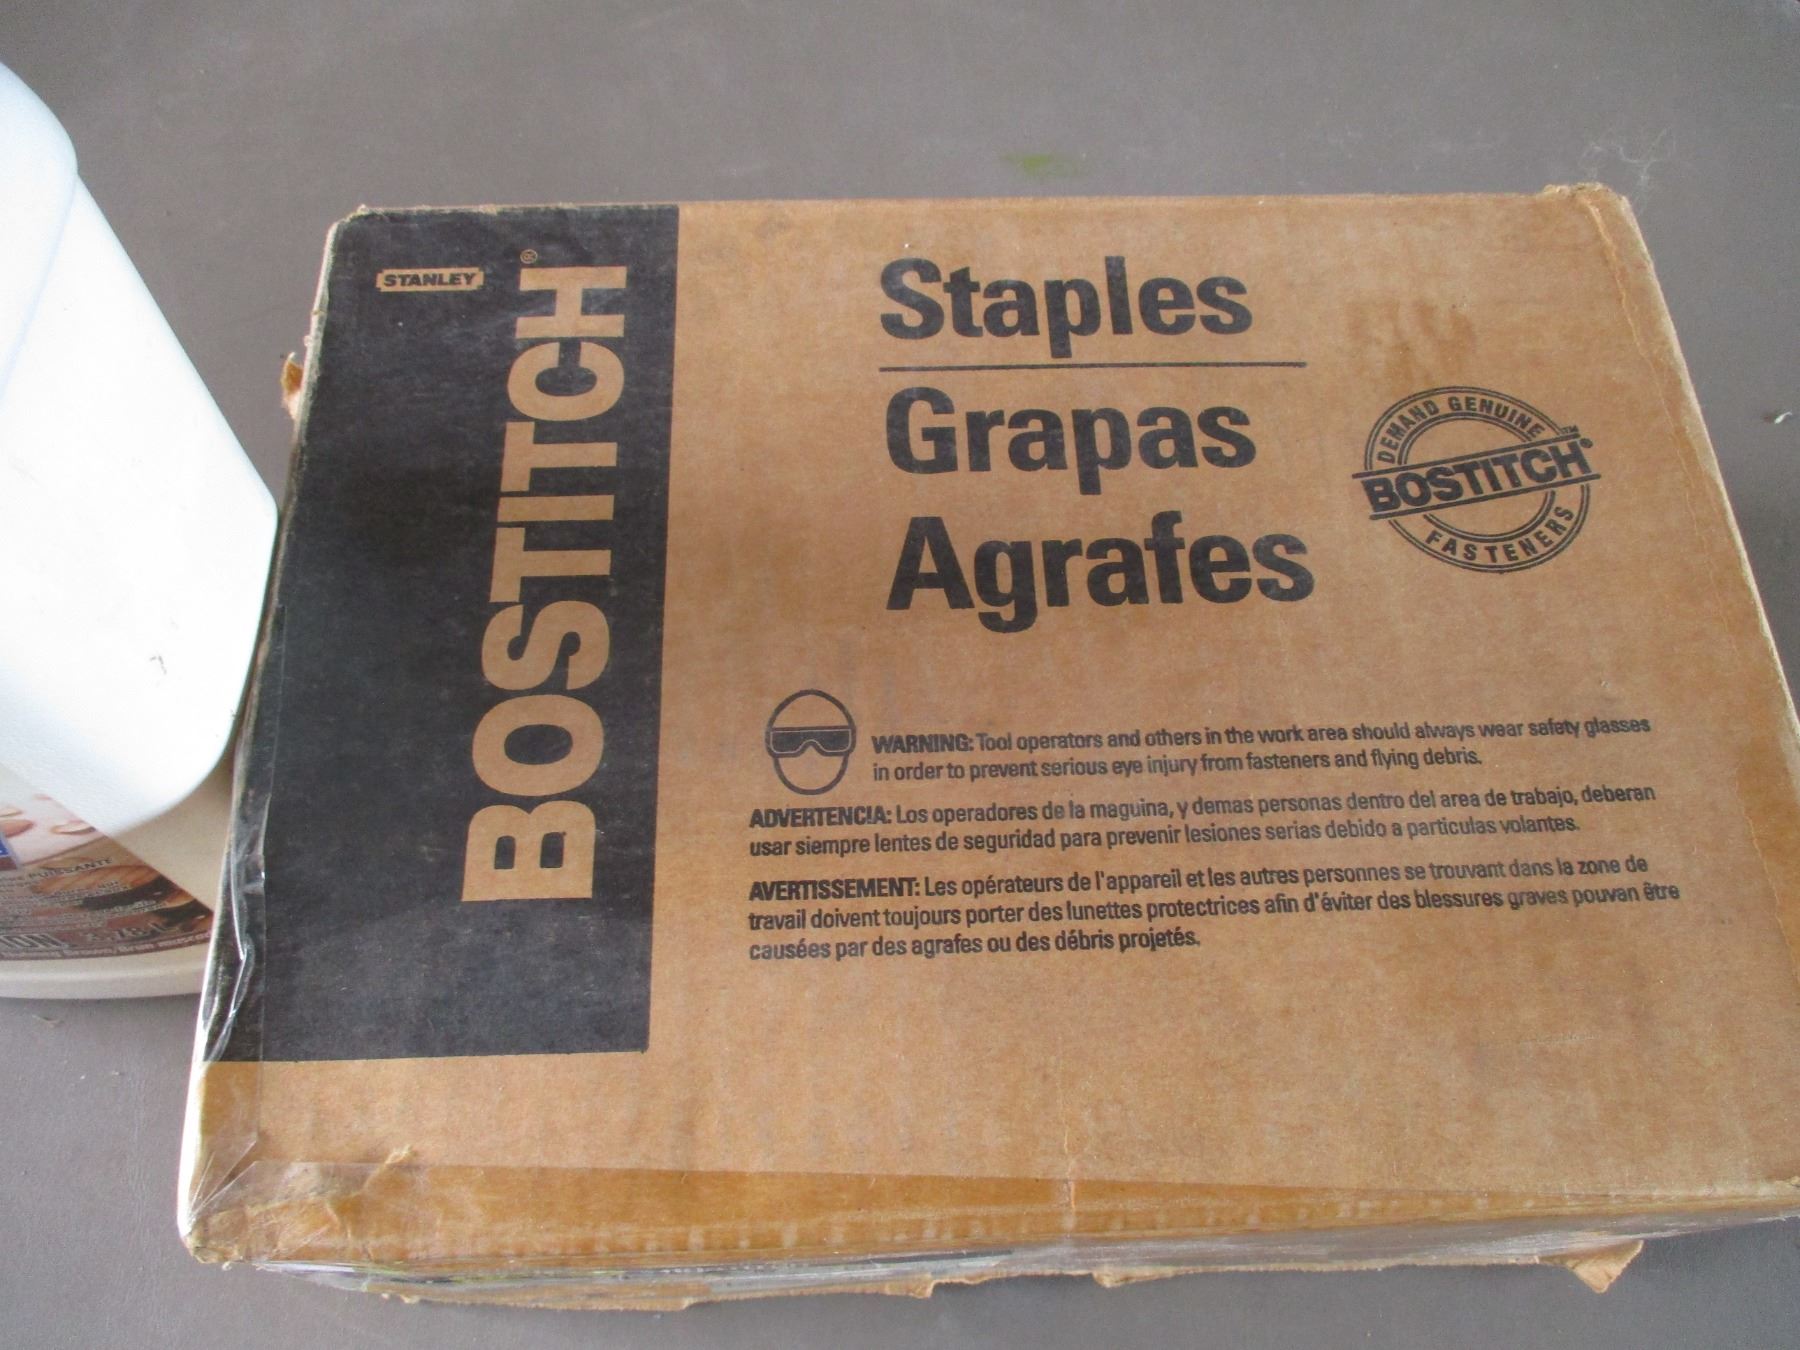 STANLEY
BOSTITCH®
Staples
Grapas
Agrafes
DEMAND GENUINE
BOSTITCH®
FASTENERS
WARNING: Tool operators and others in the work area should always wear safety glasses
in order to prevent serious eye injury from fasteners and flying debris.
ADVERTENCIA: Los operadores de la maguina, y demas personas dentro del area de trabajo, deberan
usar siempre lentes de seguridad para prevenir lesiones serias debido a particulas volantes.
AVERTISSEMENT: Les opérateurs de l'appareil et les autres personnes se trouvant dans la zone de
travail doivent toujours porter des lunettes protectrices afin d'éviter des blessures graves pouvan être
causées par des agrafes ou des débris projetés.
PUISSANTE